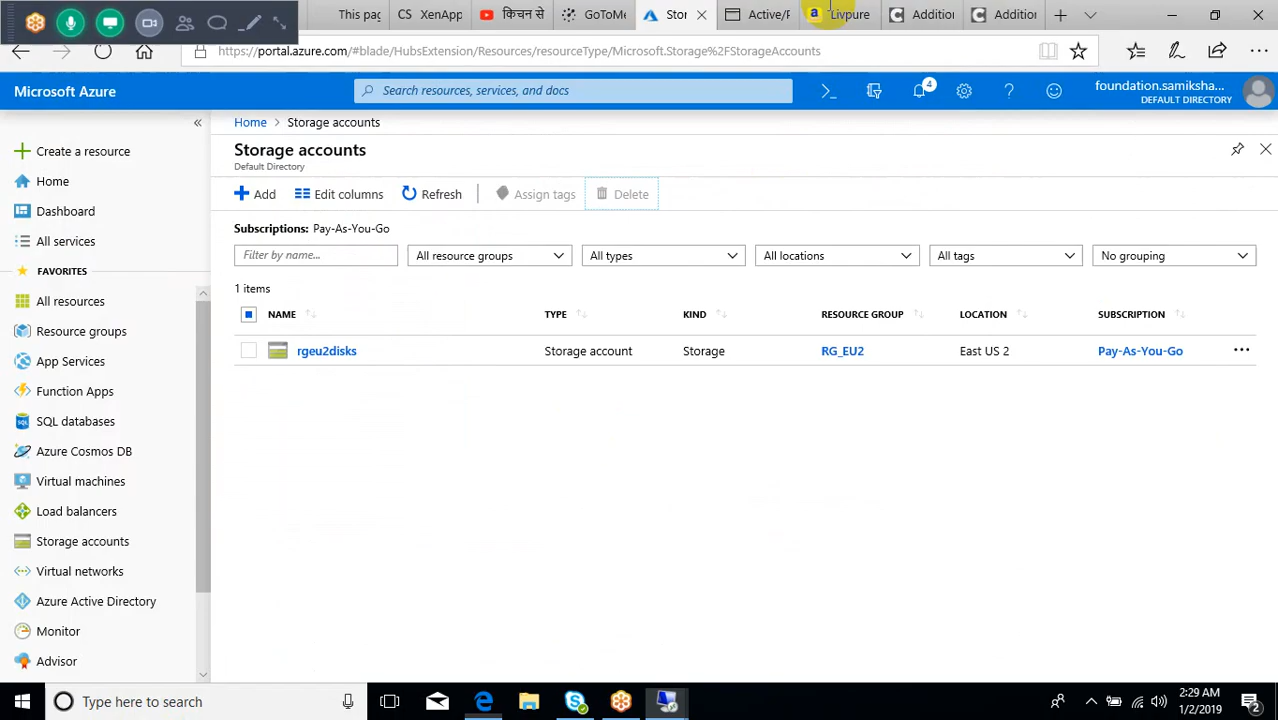 This pag
CS XenApp
किचन से
GoToMe
Stor
Active/P
Livpure
Addition
Addition
https://portal.azure.com/#blade/HubsExtension/Resources/resourceType/Microsoft.Storage%2FStorageAccounts
Microsoft Azure
Search resources, services, and docs
4
foundation.samiksha...
DEFAULT DIRECTORY
Create a resource
Home
Dashboard
All services
FAVORITES
All resources
Resource groups
App Services
Function Apps
SQL databases
Azure Cosmos DB
Virtual machines
Load balancers
Storage accounts
Virtual networks
Azure Active Directory
Monitor
Advisor
Home > Storage accounts
Storage accounts
Default Directory
Add Edit columns Refresh Assign tags Delete
Subscriptions: Pay-As-You-Go
Filter by name... All resource groups All types All locations All tags No grouping
1 items
NAME TYPE KIND RESOURCE GROUP LOCATION SUBSCRIPTION
rgeu2disks Storage account Storage RG_EU2 East US 2 Pay-As-You-Go
Type here to search
2:29 AM
1/2/2019
2